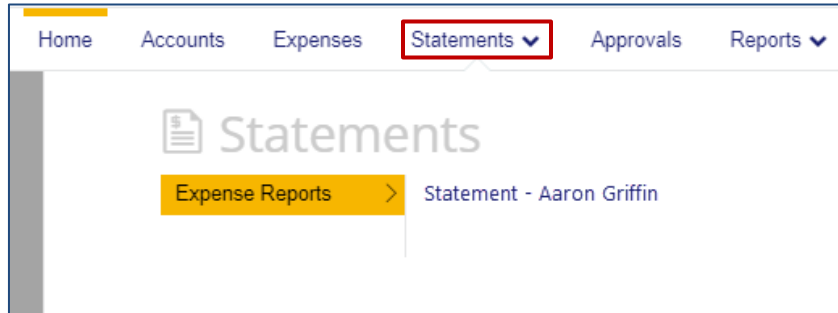 Home Accounts Expenses Statements Approvals Reports
Statements
Expense Reports Statement - Aaron Griffin